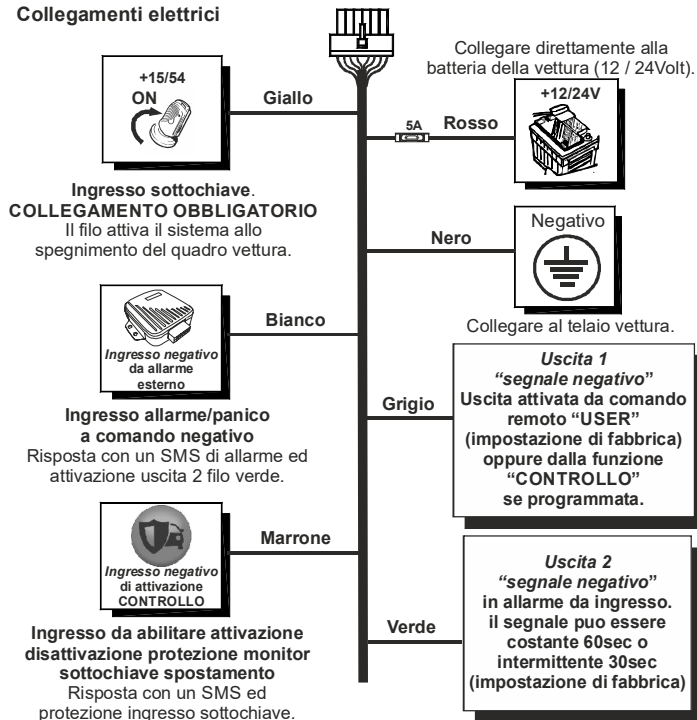 Collegamenti elettrici
+15/54
ON
Giallo
Ingresso sottochiave.
COLLEGAMENTO OBBLIGATORIO
Il filo attiva il sistema allo
spegnimento del quadro vettura.
Collegare direttamente alla
batteria della vettura (12 / 24Volt).
5A
Rosso
+12/24V
Nero
Negativo
Collegare al telaio vettura.
Bianco
Ingresso negativo
da allarme
esterno
Ingresso allarme/panico
a comando negativo
Risposta con un SMS di allarme ed
attivazione uscita 2 filo verde.
Grigio
Uscita 1
“segnale negativo”
Uscita attivata da comando
remoto “USER”
(impostazione di fabbrica)
oppure dalla funzione
“CONTROLLO”
se programmata.
Marrone
Ingresso negativo
di attivazione
CONTROLLO
Ingresso da abilitare attivazione
disattivazione protezione monitor
sottochiave spostamento
Risposta con un SMS ed
protezione ingresso sottochiave.
Verde
Uscita 2
“segnale negativo”
in allarme da ingresso.
il segnale puo essere
costante 60sec o
intermittente 30sec
(impostazione di fabbrica)